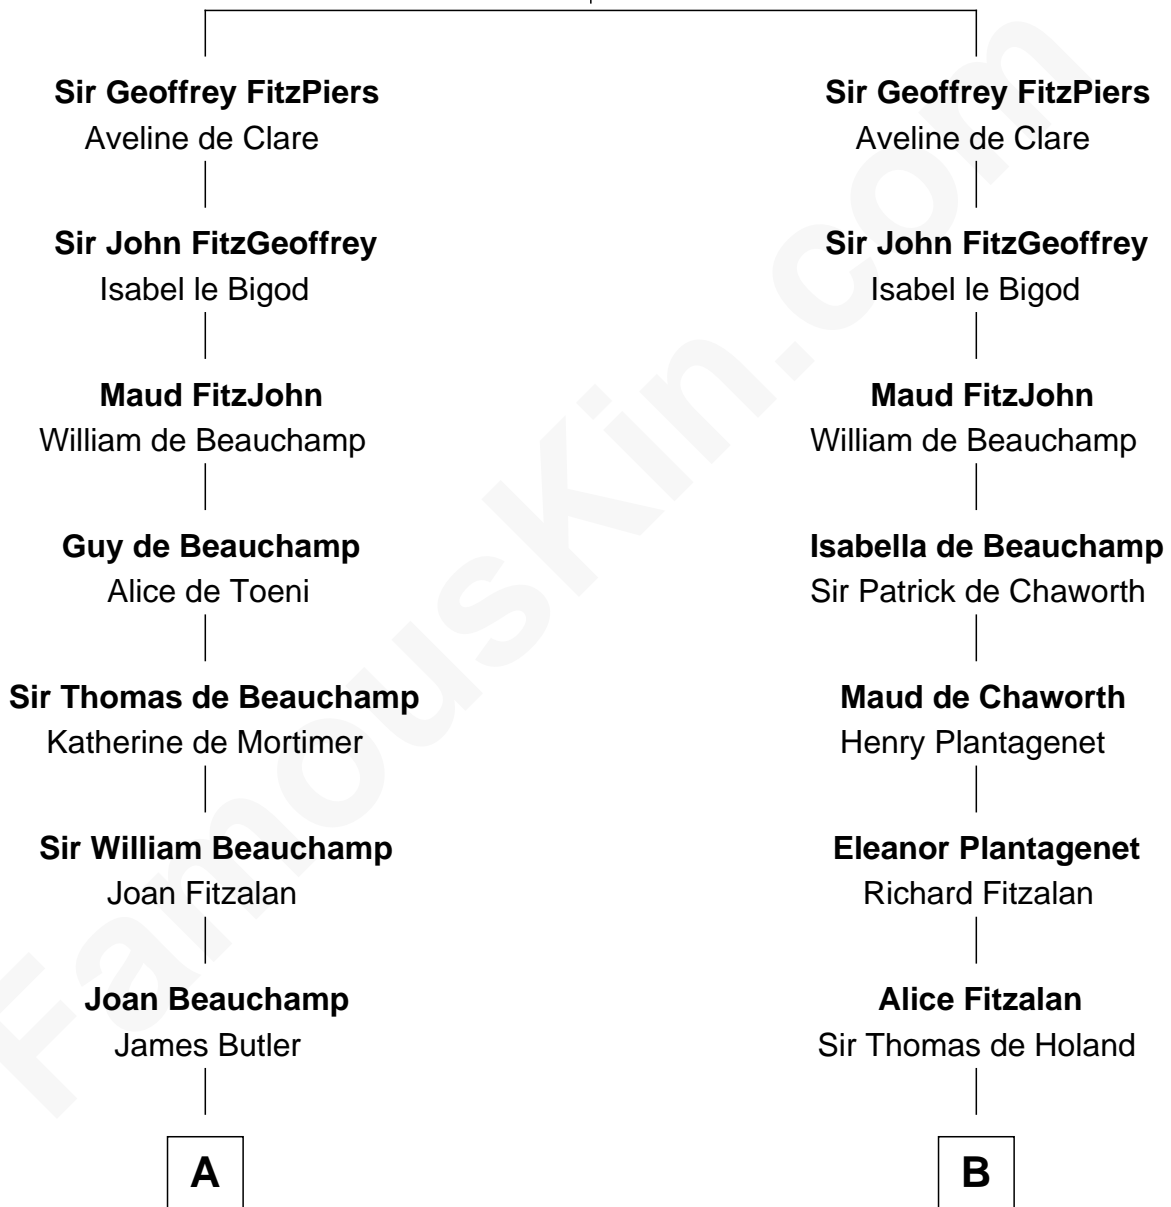 Sir Geoffrey FitzPiers
Aveline de Clare
Sir John FitzGeoffrey
Isabel le Bigod
Maud FitzJohn
William de Beauchamp
Guy de Beauchamp
Alice de Toeni
Sir Thomas de Beauchamp
Katherine de Mortimer
Sir William Beauchamp
Joan Fitzalan
Joan Beauchamp
James Butler
A
Sir Geoffrey FitzPiers
Aveline de Clare
Sir John FitzGeoffrey
Isabel le Bigod
Maud FitzJohn
William de Beauchamp
Isabella de Beauchamp
Sir Patrick de Chaworth
Maud de Chaworth
Henry Plantagenet
Eleanor Plantagenet
Richard Fitzalan
Alice Fitzalan
Sir Thomas de Holand
B
FamousKin.com